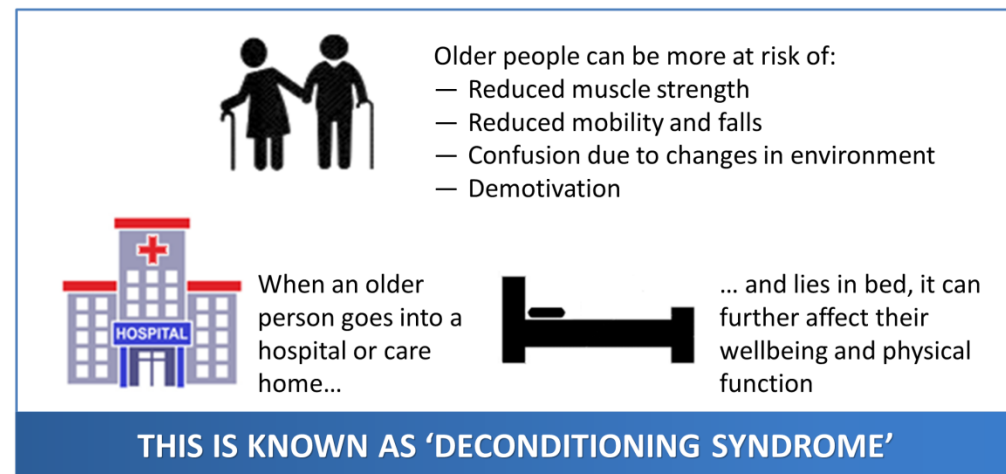 Older people can be more at risk of:
— Reduced muscle strength
— Reduced mobility and falls
— Confusion due to changes in environment
— Demotivation
HOSPITAL
When an older
person goes into a
hospital or care
home…
… and lies in bed, it can
further affect their
wellbeing and physical
function
THIS IS KNOWN AS ‘DECONDITIONING SYNDROME’